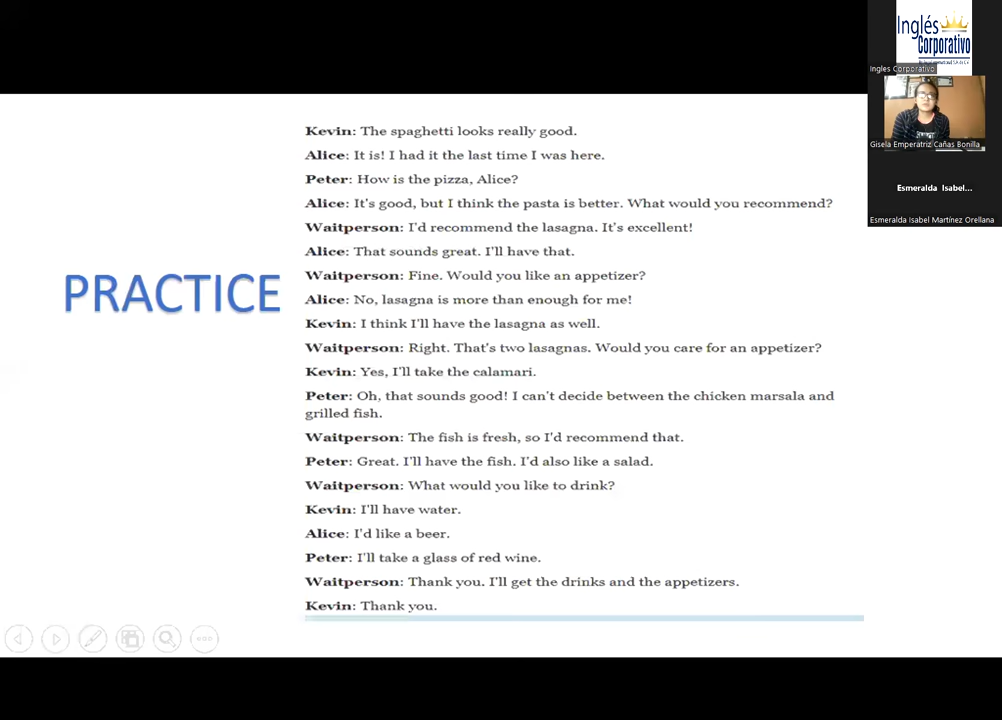 Inglés
Corporativo
Ingles Corporativo
Gisela Emperatriz Cañas Bonilla
Esmeralda Isabel...
Esmeralda Isabel Martínez Orellana
PRACTICE
Kevin: The spaghetti looks really good.
Alice: It is! I had it the last time I was here.
Peter: How is the pizza, Alice?
Alice: It's good, but I think the pasta is better. What would you recommend?
Waitperson: I'd recommend the lasagna. It's excellent!
Alice: That sounds great. I'll have that.
Waitperson: Fine. Would you like an appetizer?
Alice: No, lasagna is more than enough for me!
Kevin: I think I'll have the lasagna as well.
Waitperson: Right. That's two lasagnas. Would you care for an appetizer?
Kevin: Yes, I'll take the calamari.
Peter: Oh, that sounds good! I can't decide between the chicken marsala and
grilled fish.
Waitperson: The fish is fresh, so I'd recommend that.
Peter: Great. I'll have the fish. I'd also like a salad.
Waitperson: What would you like to drink?
Kevin: I'll have water.
Alice: I'd like a beer.
Peter: I'll take a glass of red wine.
Waitperson: Thank you. I'll get the drinks and the appetizers.
Kevin: Thank you.